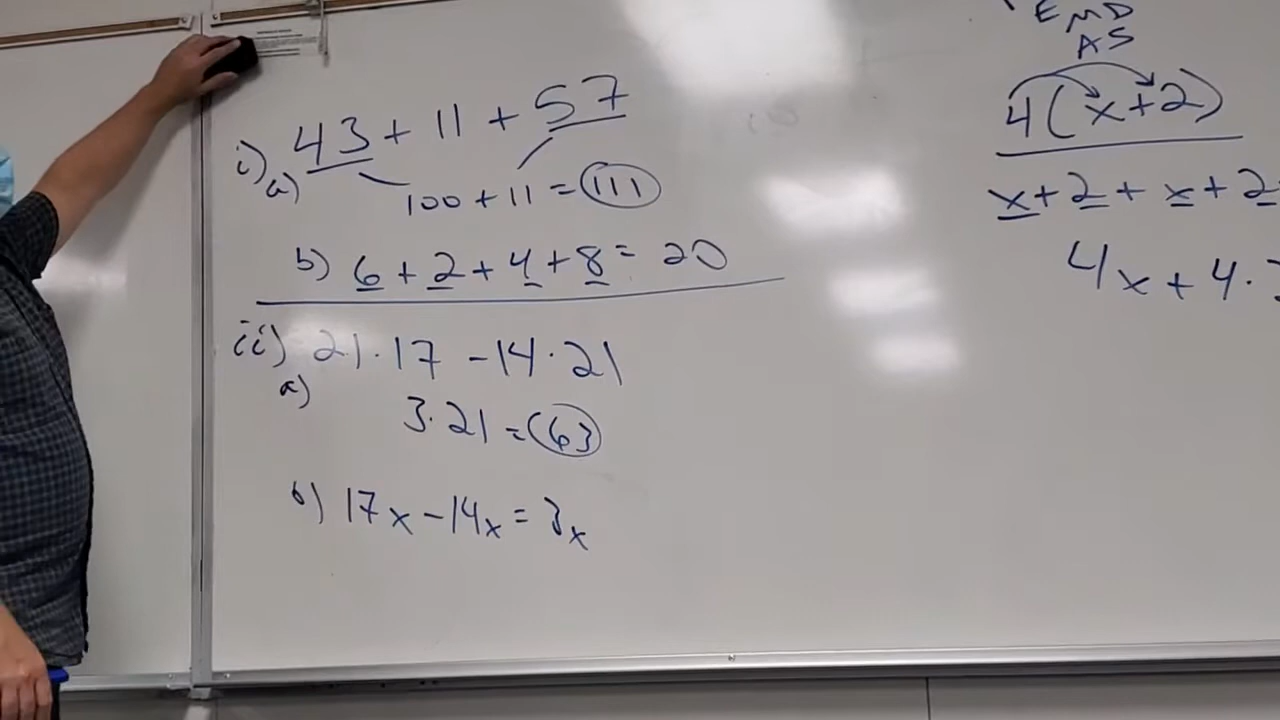 i) 43 + 11 + 57
a) 100 + 11 = 111
b) 6 + 2 + 4 + 8 = 20
ii) 21 · 17 - 14 · 21
a) 3 · 21 = 63
b) 17x - 14x = 3x
EMD
AS
4(x+2)
x + 2 + x + 2
4x + 4 ·